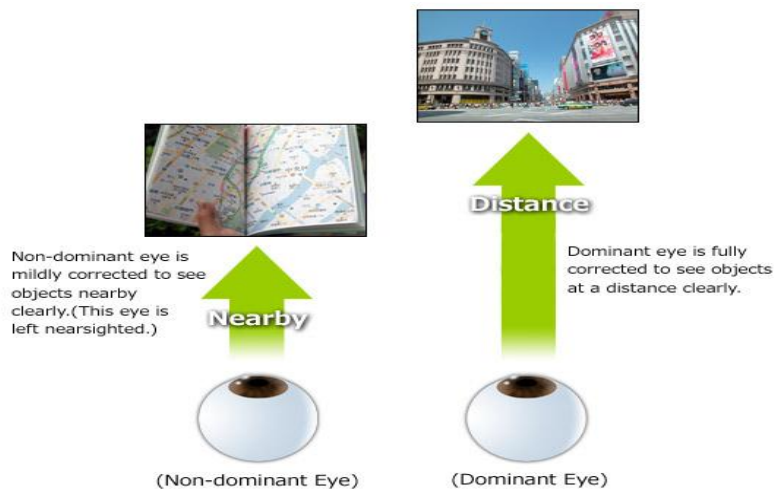 Distance
Non-dominant eye is
mildly corrected to see
objects nearby
clearly.(This eye is
left nearsighted.)
Nearby
Dominant eye is fully
corrected to see objects
at a distance clearly.
(Non-dominant Eye)
(Dominant Eye)